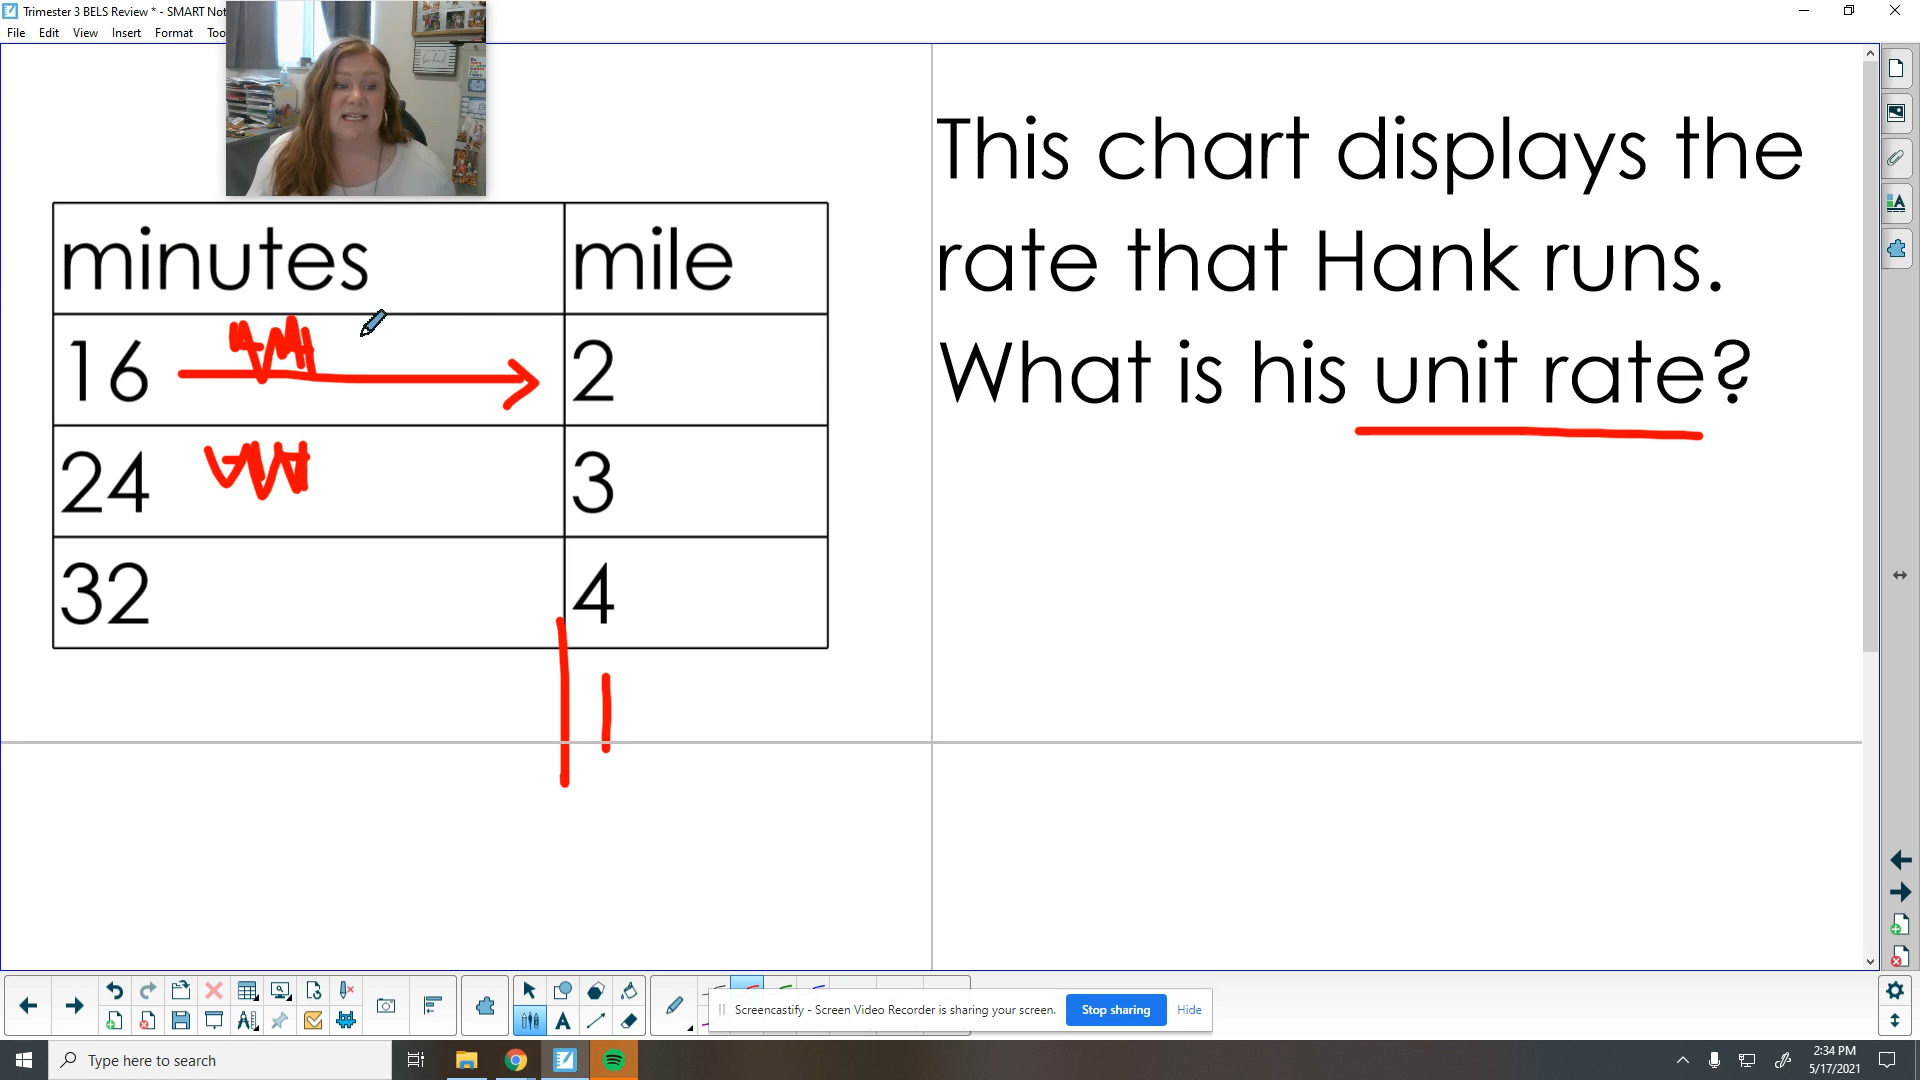 Trimester 3 BELS Review * - SMART Not
File Edit View Insert Format Too
minutes mile
16 2
24 3
32 4
1
This chart displays the
rate that Hank runs.
What is his unit rate?
Screencastify - Screen Video Recorder is sharing your screen. Stop sharing Hide
Type here to search
2:34 PM
5/17/2021